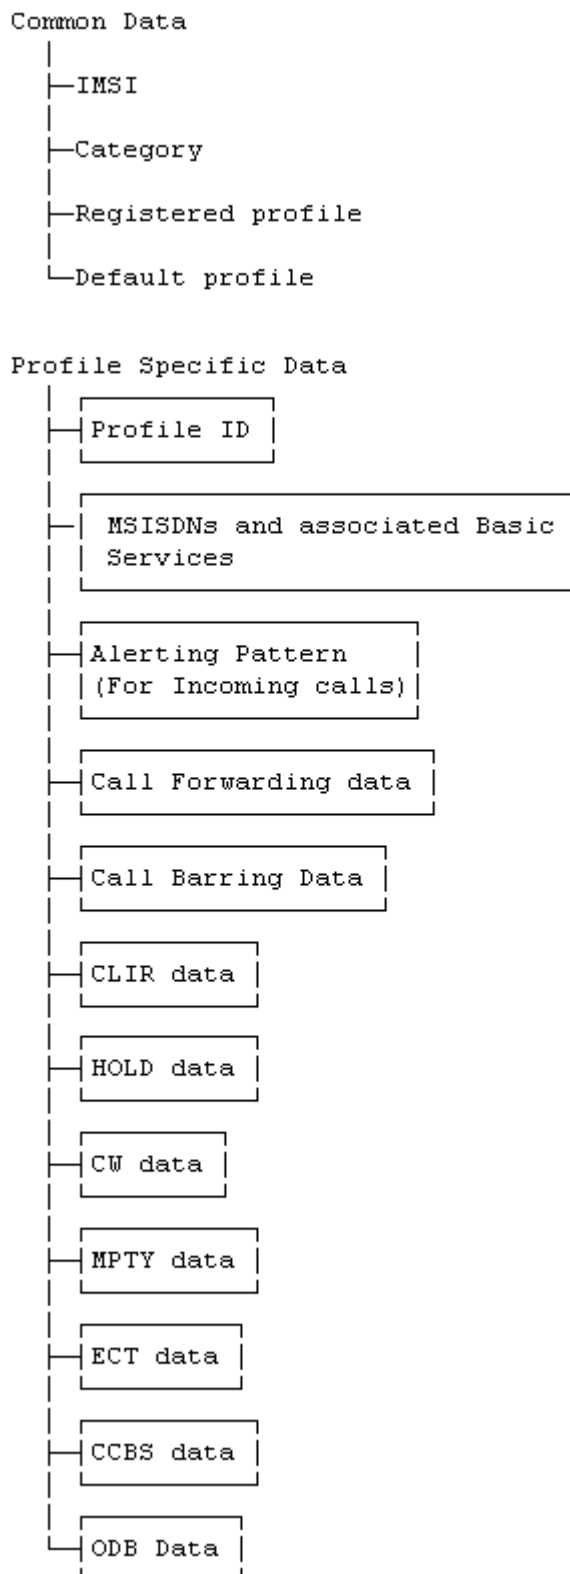 Common Data
IMSI
Category
Registered profile
Default profile
Profile Specific Data
Profile ID
MSISDNs and associated Basic
Services
Alerting Pattern
(For Incoming calls)
Call Forwarding data
Call Barring Data
CLIR data
HOLD data
CW data
MPTY data
ECT data
CCBS data
ODB Data